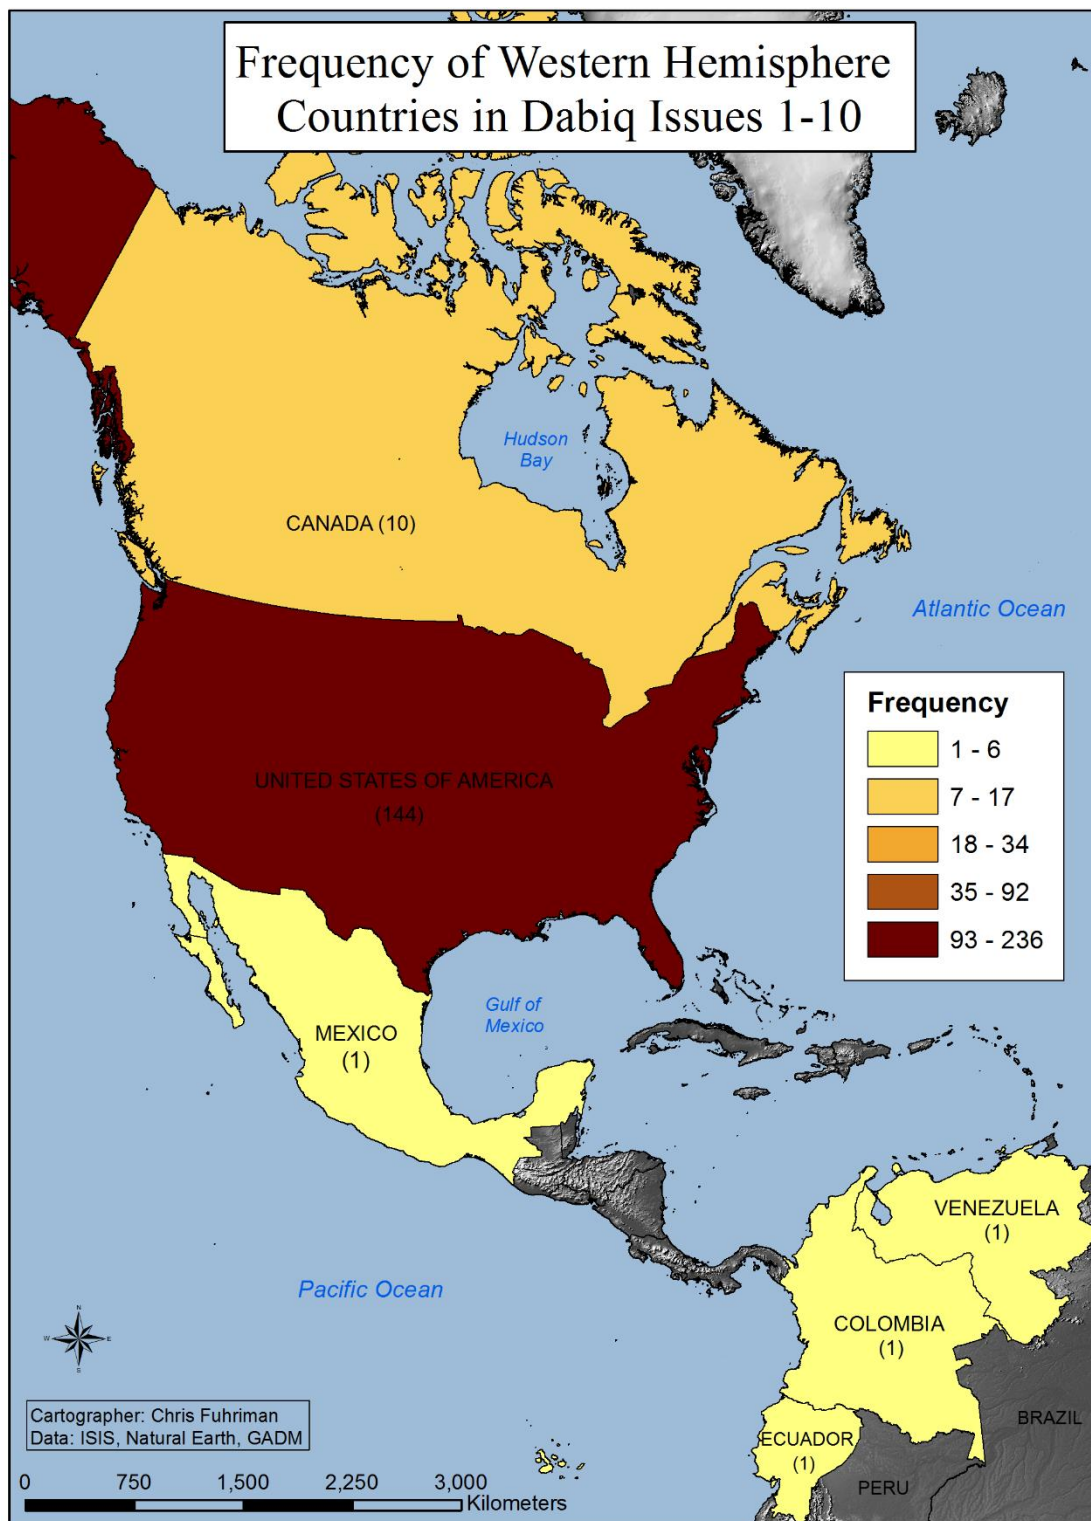 Frequency of Western Hemisphere
Countries in Dabiq Issues 1-10
Hudson
Bay
CANADA (10)
Atlantic Ocean
Frequency
1 - 6
7 - 17
18 - 34
35 - 92
93 - 236
UNITED STATES OF AMERICA
(144)
Gulf of
Mexico
MEXICO
(1)
VENEZUELA
(1)
Pacific Ocean
COLOMBIA
(1)
N
W
E
S
BRAZIL
ECUADOR
(1)
PERU
Cartographer: Chris Fuhriman
Data: ISIS, Natural Earth, GADM
0 750 1,500 2,250 3,000
Kilometers